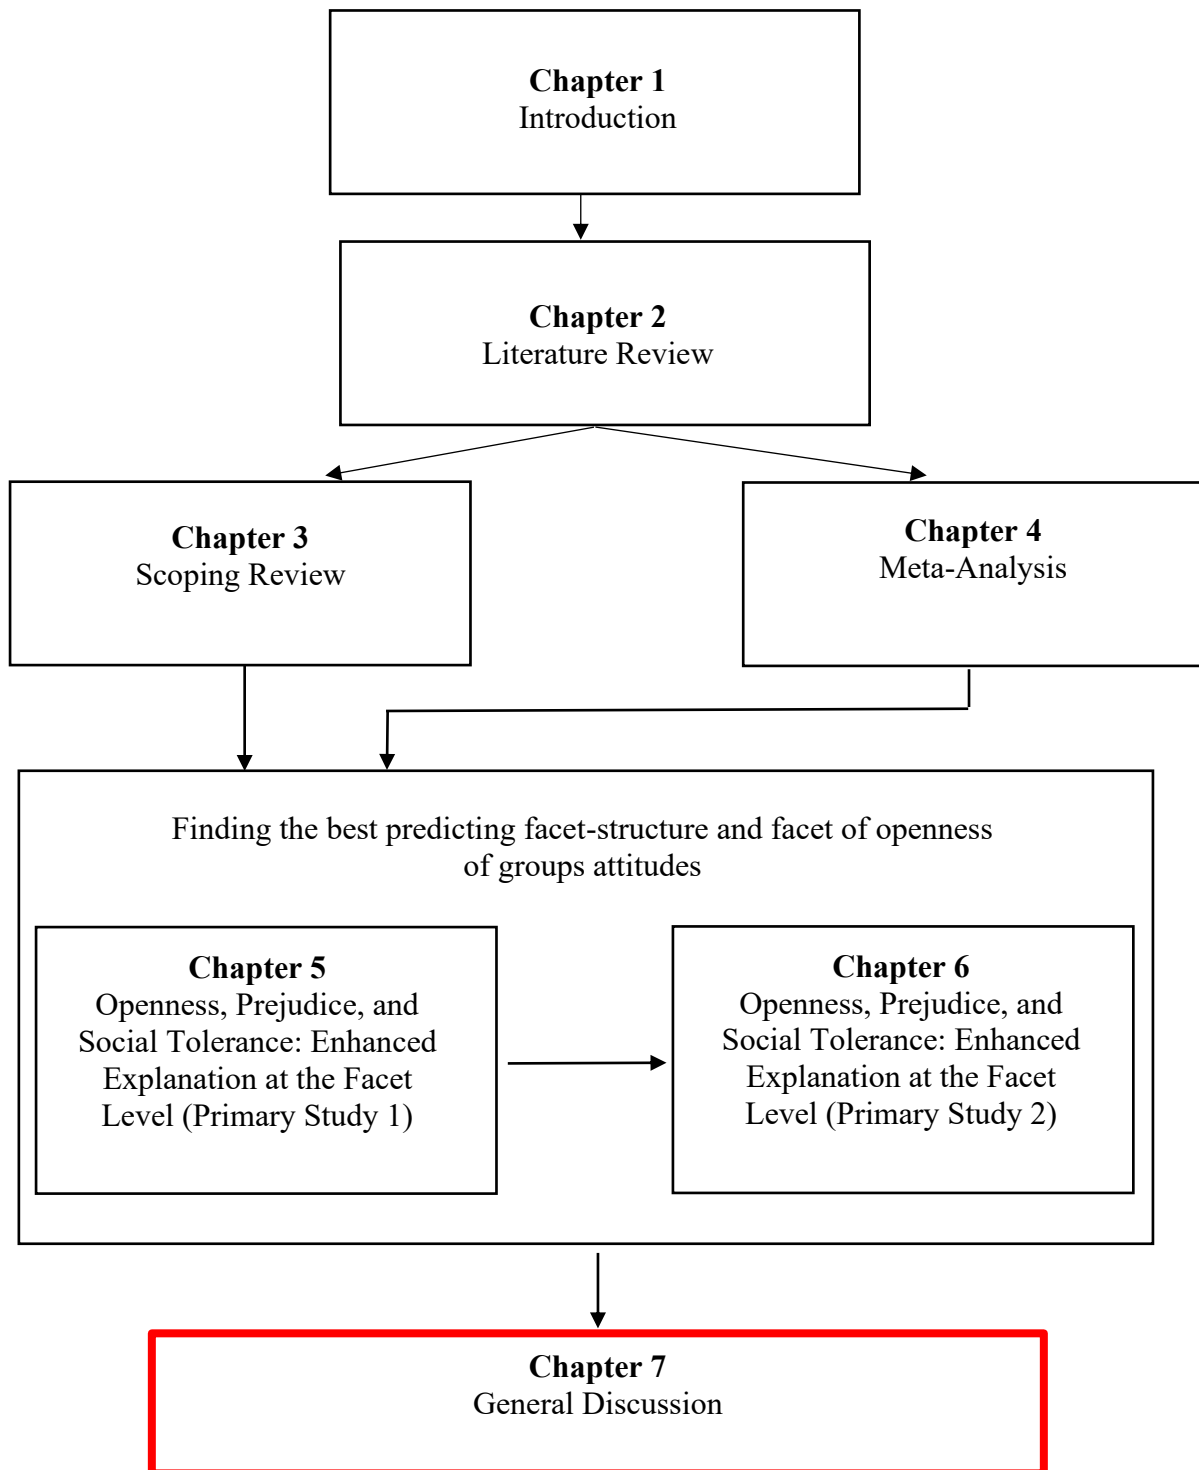 Chapter 1
Introduction
Chapter 2
Literature Review
Chapter 3
Scoping Review
Chapter 4
Meta-Analysis
Finding the best predicting facet-structure and facet of openness
of groups attitudes
Chapter 5
Openness, Prejudice, and
Social Tolerance: Enhanced
Explanation at the Facet
Level (Primary Study 1)
Chapter 6
Openness, Prejudice, and
Social Tolerance: Enhanced
Explanation at the Facet
Level (Primary Study 2)
Chapter 7
General Discussion